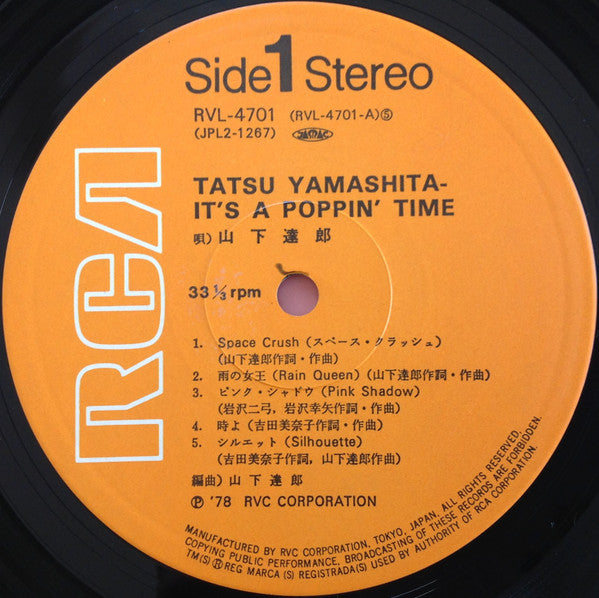 Side 1 Stereo
RVL-4701 (RVL-4701-A)⑤
(JPL2-1267) JASRAC
RCA
TATSU YAMASHITA-
IT'S A POPPIN' TIME
唄) 山下達郎
33 1/3 rpm
1. Space Crush (スペース・クラッシュ)
(山下達郎作詞・作曲)
2. 雨の女王 (Rain Queen) (山下達郎作詞・作曲)
3. ピンク・シャドウ (Pink Shadow)
(岩沢二弓, 岩沢幸矢作詞・作曲)
4. 時よ (吉田美奈子作詞・作曲)
5. シルエット (Silhouette)
(吉田美奈子作詞, 山下達郎作曲)
編曲) 山下達郎
Ⓟ '78 RVC CORPORATION
MANUFACTURED BY RVC CORPORATION, TOKYO, JAPAN, ALL RIGHTS RESERVED.
COPYING PUBLIC PERFORMANCE, BROADCASTING OF THESE RECORDS ARE FORBIDDEN.
TM(S) ® REG MARCA (S) REGISTRADA(S) USED BY AUTHORITY OF RCA CORPORATION.